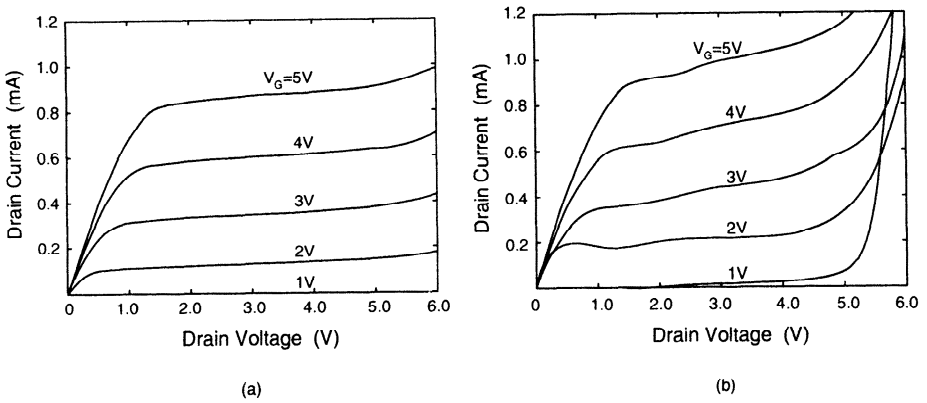 1.2
1.0
0.8
0.6
0.4
0.2
Drain Current (mA)
V_G=5V
4V
3V
2V
1V
0 1.0 2.0 3.0 4.0 5.0 6.0
Drain Voltage (V)
(a)
1.2
1.0
0.8
0.6
0.4
0.2
Drain Current (mA)
V_G=5V
4V
3V
2V
1V
0 1.0 2.0 3.0 4.0 5.0 6.0
Drain Voltage (V)
(b)